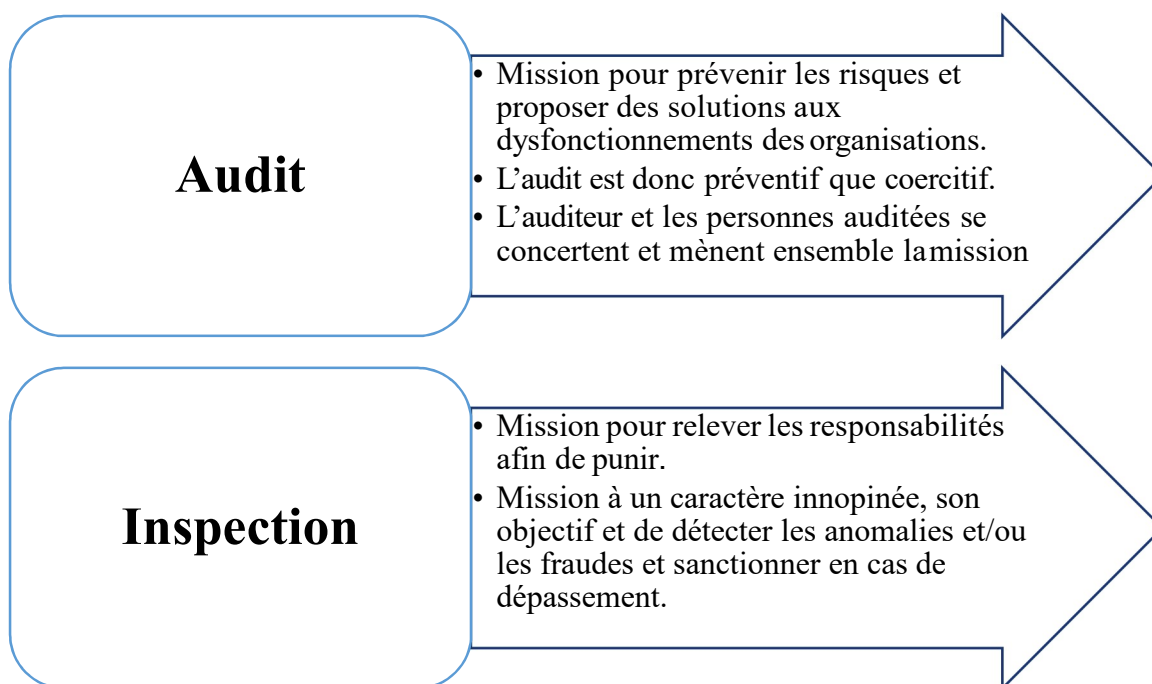 Audit
• Mission pour prévenir les risques et
proposer des solutions aux
dysfonctionnements des organisations.
• L’audit est donc préventif que coercitif.
• L’auditeur et les personnes auditées se
concertent et mènent ensemble la mission
Inspection
• Mission pour relever les responsabilités
afin de punir.
• Mission à un caractère innopinée, son
objectif et de détecter les anomalies et/ou
les fraudes et sanctionner en cas de
dépassement.